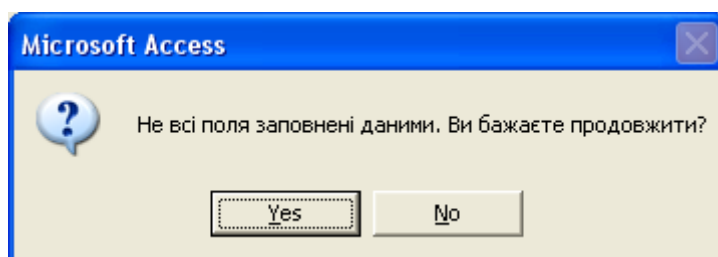 Microsoft Access
Не всі поля заповнені даними. Ви бажаєте продовжити?
Yes No